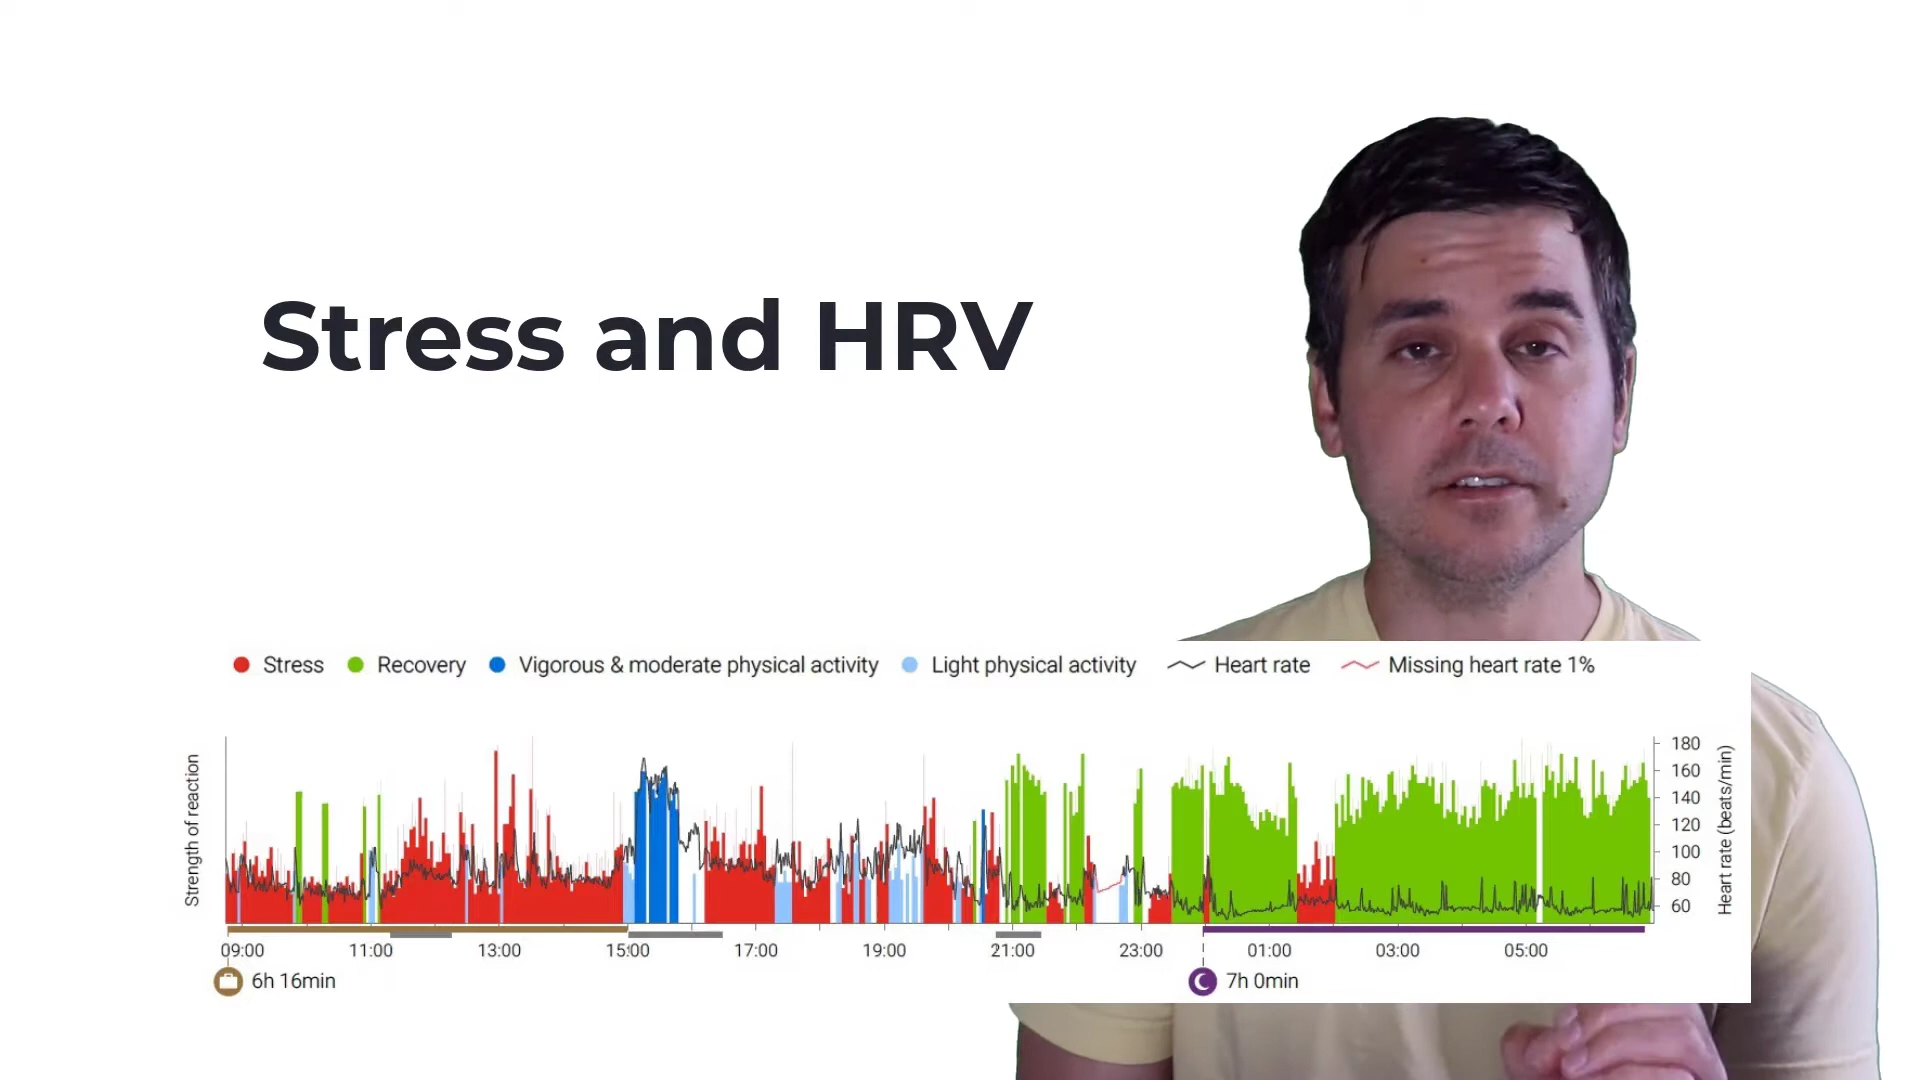 Stress and HRV
Stress Recovery Vigorous & moderate physical activity Light physical activity Heart rate Missing heart rate 1%
Strength of reaction
180
160
140
120
100
80
60
Heart rate (beats/min)
09:00 11:00 13:00 15:00 17:00 19:00 21:00 23:00 01:00 03:00 05:00
6h 16min 7h 0min